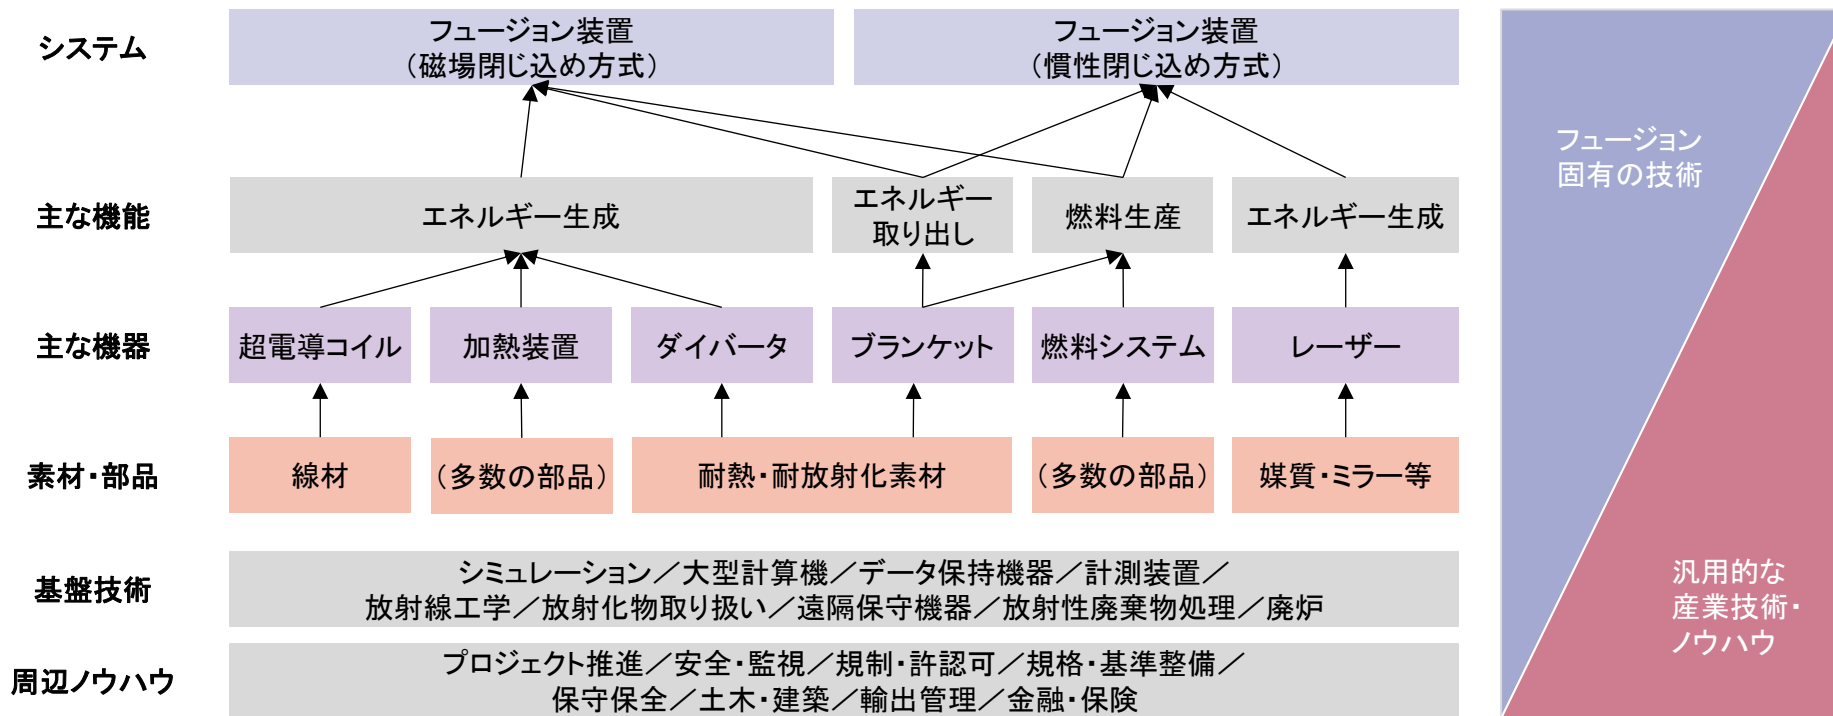 システム
フュージョン装置
（磁場閉じ込め方式）
フュージョン装置
（慣性閉じ込め方式）
主な機能
エネルギー生成
エネルギー
取り出し
燃料生産
エネルギー生成
主な機器
超電導コイル
加熱装置
ダイバータ
ブランケット
燃料システム
レーザー
素材・部品
線材
（多数の部品）
耐熱・耐放射化素材
（多数の部品）
媒質・ミラー等
基盤技術
シミュレーション／大型計算機／データ保持機器／計測装置／
放射線工学／放射化物取り扱い／遠隔保守機器／放射性廃棄物処理／廃炉
周辺ノウハウ
プロジェクト推進／安全・監視／規制・許認可／規格・基準整備／
保守保全／土木・建築／輸出管理／金融・保険
フュージョン
固有の技術
汎用的な
産業技術・
ノウハウ